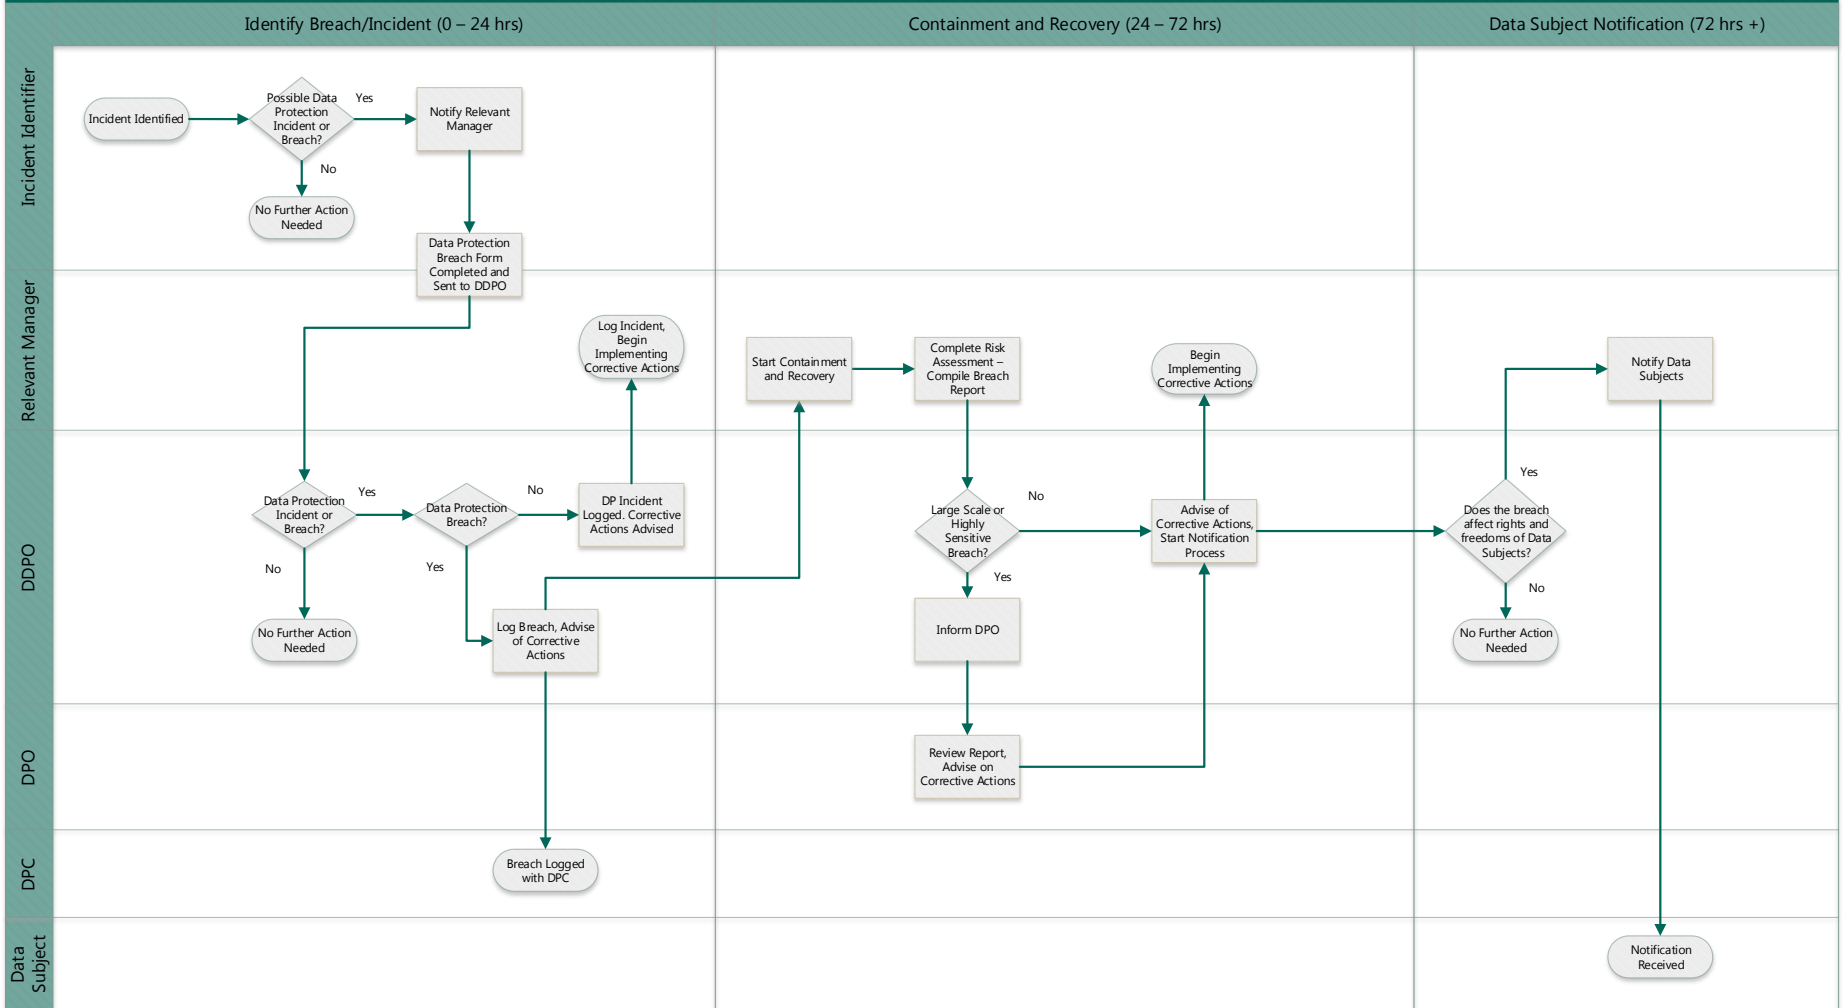 Identify Breach/Incident (0 – 24 hrs)
Containment and Recovery (24 – 72 hrs)
Data Subject Notification (72 hrs +)
Incident Identifier
Incident Identified
Possible Data
Protection
Incident or
Breach?
Yes
No
Notify Relevant
Manager
No Further Action
Needed
Data Protection
Breach Form
Completed and
Sent to DDPO
Relevant Manager
Log Incident,
Begin
Implementing
Corrective Actions
Start Containment
and Recovery
Complete Risk
Assessment –
Compile Breach
Report
Begin
Implementing
Corrective Actions
Notify Data
Subjects
DDPO
Data Protection
Incident or
Breach?
Yes
No
Data Protection
Breach?
No
Yes
DP Incident
Logged. Corrective
Actions Advised
No Further Action
Needed
Log Breach, Advise
of Corrective
Actions
Large Scale or
Highly
Sensitive
Breach?
No
Yes
Inform DPO
Advise of
Corrective Actions,
Start Notification
Process
Does the breach
affect rights and
freedoms of Data
Subjects?
Yes
No
No Further Action
Needed
DPO
Review Report,
Advise on
Corrective Actions
DPC
Breach Logged
with DPC
Data
Subject
Notification
Received